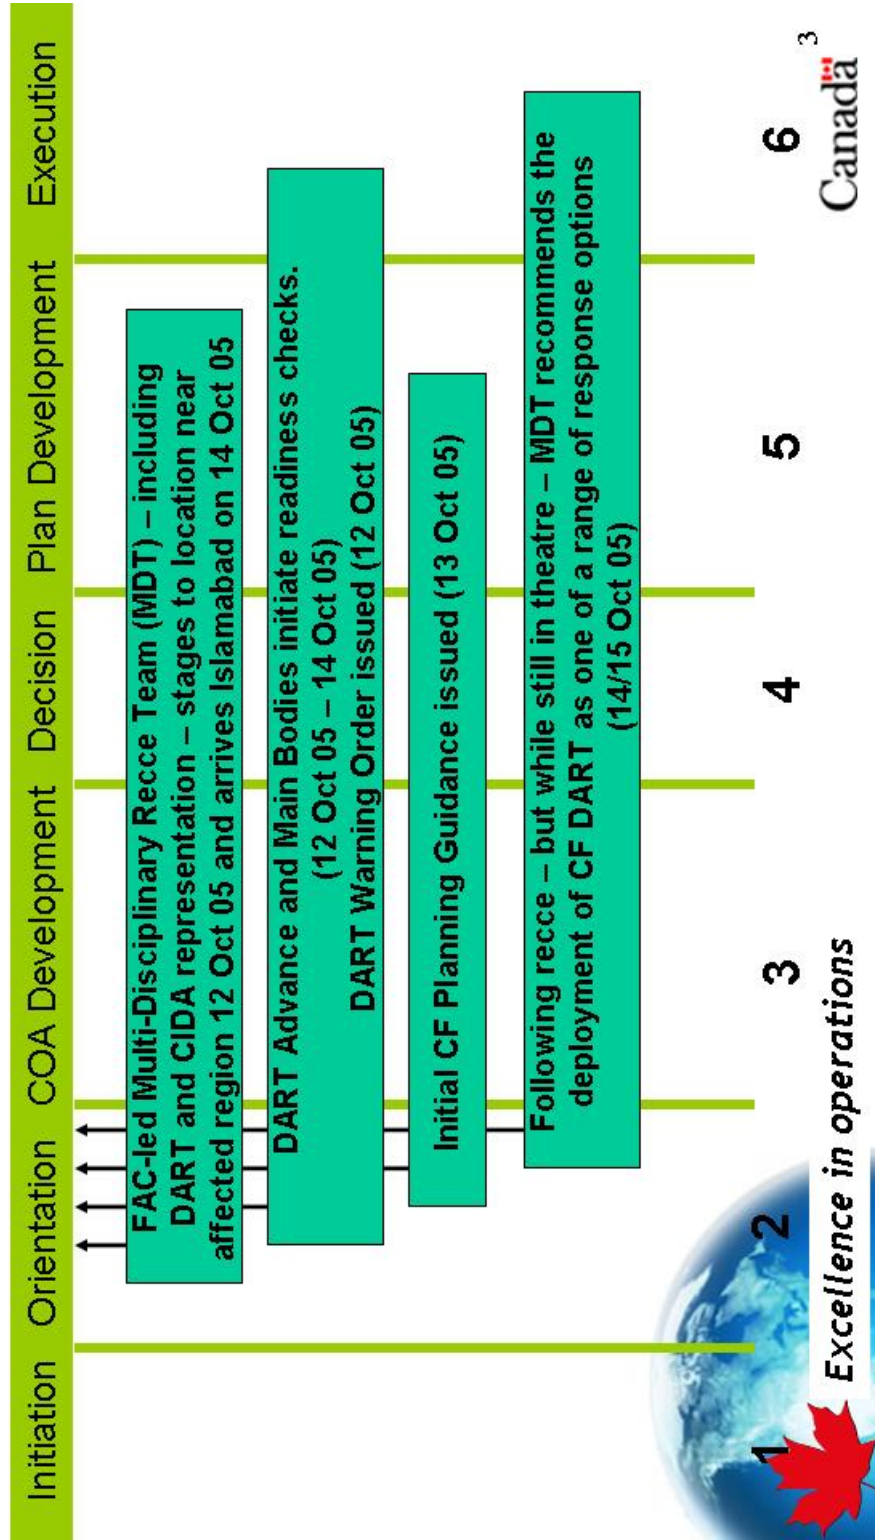 Initiation Orientation COA Development Decision Plan Development Execution
FAC-led Multi-Disciplinary Recce Team (MDT) – including
DART and CIDA representation – stages to location near
affected region 12 Oct 05 and arrives Islamabad on 14 Oct 05
DART Advance and Main Bodies initiate readiness checks.
(12 Oct 05 – 14 Oct 05)
DART Warning Order issued (12 Oct 05)
Initial CF Planning Guidance issued (13 Oct 05)
Following recce – but while still in theatre – MDT recommends the
deployment of CF DART as one of a range of response options
(14/15 Oct 05)
1 2 3 4 5 6
Excellence in operations
Canada
3